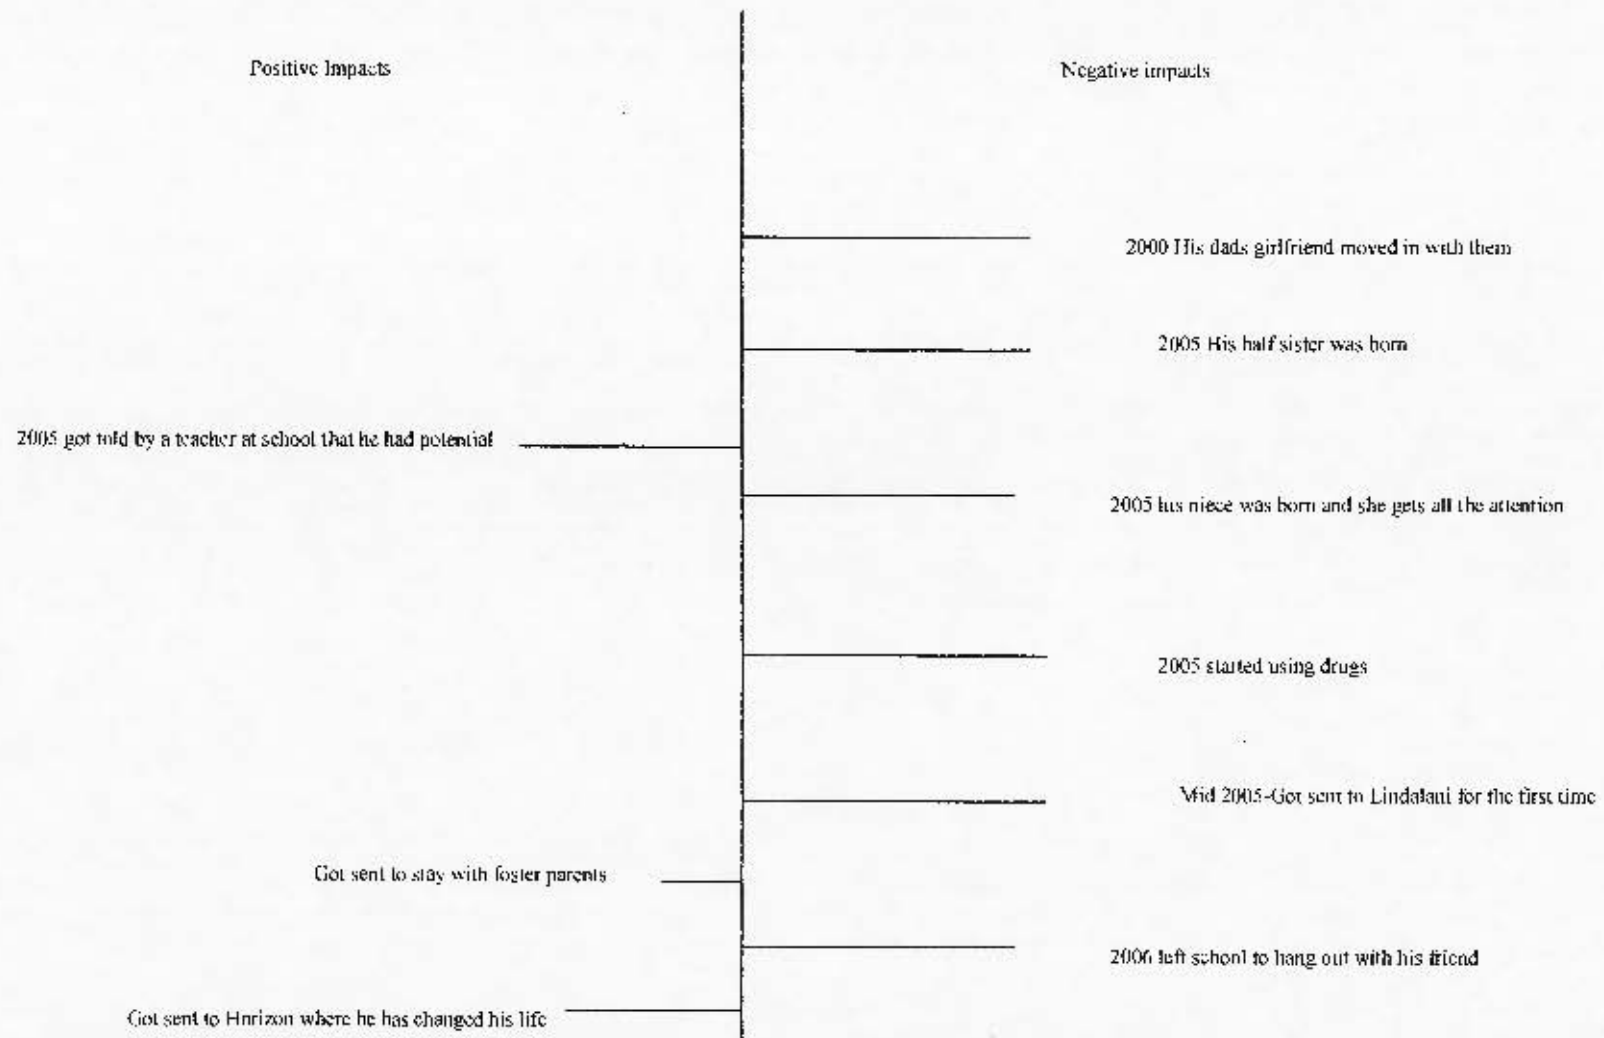 Positive Impacts
Negative impacts
2000 His dads girlfriend moved in with them
2005 His half sister was born
2005 got told by a teacher at school that he had potential
2005 his niece was born and she gets all the attention
2005 started using drugs
Mid 2005-Got sent to Lindalani for the first time
Got sent to stay with foster parents
2006 left school to hang out with his friend
Got sent to Horizon where he has changed his life